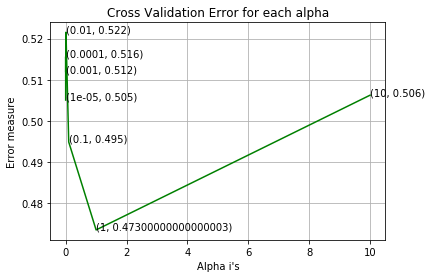 Cross Validation Error for each alpha
0.52
0.51
0.50
0.49
0.48
Error measure
(0.01, 0.522)
(0.0001, 0.516)
(0.001, 0.512)
(1e-05, 0.505)
(10, 0.506)
(0.1, 0.495)
(1, 0.47300000000000003)
0 2 4 6 8 10
Alpha i's